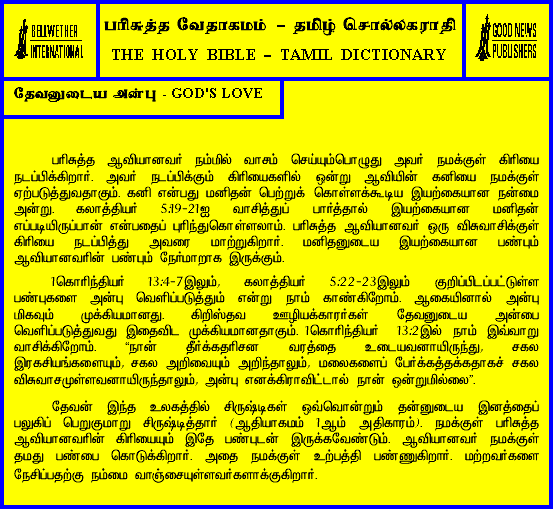 BELLWETHER
INTERNATIONAL
பரிசுத்த வேதாகமம் – தமிழ் சொல்லகராதி
THE HOLY BIBLE – TAMIL DICTIONARY
GOOD NEWS
PUBLISHERS
தேவனுடைய அன்பு - GOD'S LOVE
பரிசுத்த ஆவியானவர் நம்மில் வாசம் செய்யும்பொழுது அவர் நமக்குள் கிரியை
நடப்பிக்கிறார். அவர் நடப்பிக்கும் கிரியைகளில் ஒன்று ஆவியின் கனியை நமக்குள்
ஏற்படுத்துவதாகும். கனி என்பது மனிதன் பெற்றுக் கொள்ளக்கூடிய இயற்கையான நன்மை
அன்று. கலாத்தியர் 5:19-21ஐ வாசித்துப் பார்த்தால் இயற்கையான மனிதன்
எப்படியிருப்பான் என்பதைப் புரிந்துகொள்ளலாம். பரிசுத்த ஆவியானவர் ஒரு விசுவாசிக்குள்
கிரியை நடப்பித்து அவரை மாற்றுகிறார். மனிதனுடைய இயற்கையான பண்பும்
ஆவியானவரின் பண்பும் நேர்மாறாக இருக்கும்.
1கொரிந்தியர் 13:4-7இலும், கலாத்தியர் 5:22-23இலும் குறிப்பிடப்பட்டுள்ள
பண்புகளை அன்பு வெளிப்படுத்தும் என்று நாம் காண்கிறோம். ஆகையினால் அன்பு
மிகவும் முக்கியமானது. கிறிஸ்தவ ஊழியக்காரர்கள் தேவனுடைய அன்பை
வெளிப்படுத்துவது இதைவிட முக்கியமானதாகும். 1கொரிந்தியர் 13:2இல் நாம் இவ்வாறு
வாசிக்கிறோம். “நான் தீர்க்கதரிசன வரத்தை உடையவனாயிருந்து, சகல
இரகசியங்களையும், சகல அறிவையும் அறிந்தாலும், மலைகளைப் பேர்க்கத்தக்கதாகச் சகல
விசுவாசமுள்ளவனாயிருந்தாலும், அன்பு எனக்கிராவிட்டால் நான் ஒன்றுமில்லை”.
தேவன் இந்த உலகத்தில் சிருஷ்டிகள் ஒவ்வொன்றும் தன்னுடைய இனத்தைப்
பலுகிப் பெறுகுமாறு சிருஷ்டித்தார் (ஆதியாகமம் 1ஆம் அதிகாரம்). நமக்குள் பரிசுத்த
ஆவியானவரின் கிரியையும் இதே பண்புடன் இருக்கவேண்டும். ஆவியானவர் நமக்குள்
தமது பண்பை கொடுக்கிறார். அதை நமக்குள் உற்பத்தி பண்ணுகிறார். மற்றவர்களை
நேசிப்பதற்கு நம்மை வாஞ்சையுள்ளவர்களாக்குகிறார்.